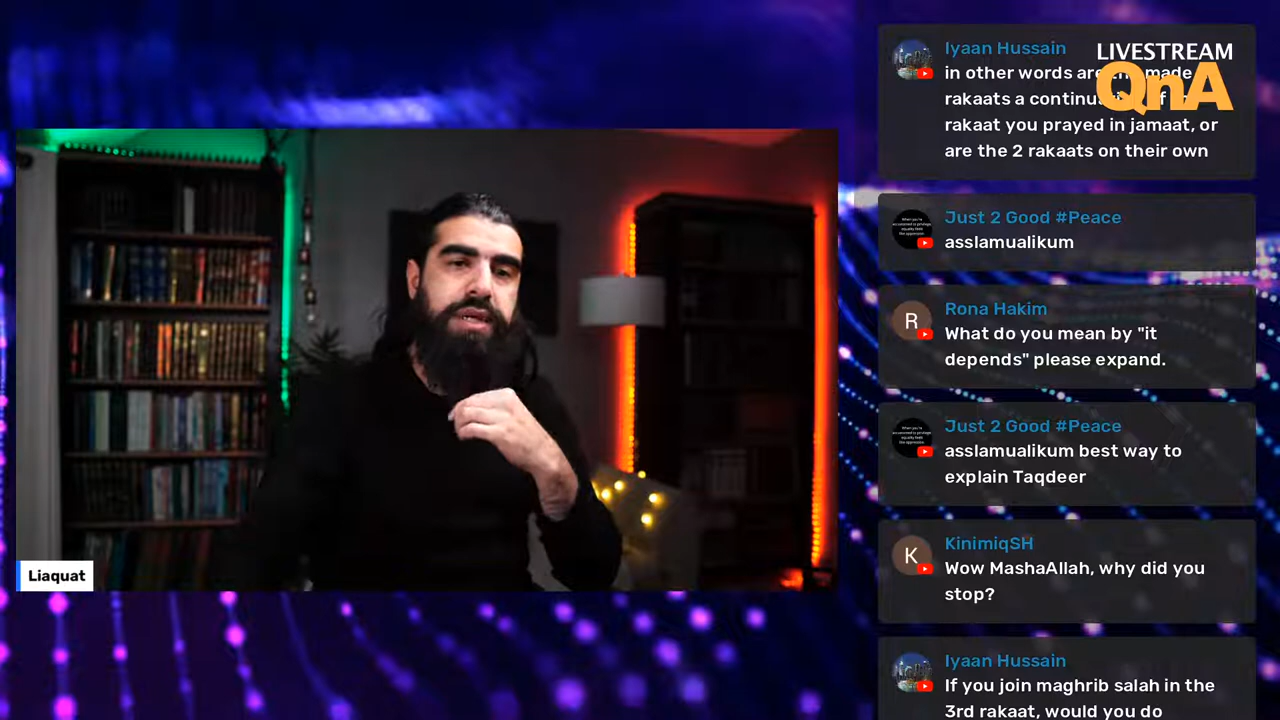 LIVESTREAM
QnA
Iyaan Hussain
in other words are made
rakaats a
rakaat you prayed in jamaat, or
are the 2 rakaats on their own
Just 2 Good #Peace
asslamualikum
R
Rona Hakim
What do you mean by "it
depends" please expand.
Just 2 Good #Peace
asslamualikum best way to
explain Taqdeer
K
KinimiqSH
Wow MashaAllah, why did you
stop?
Iyaan Hussain
If you join maghrib salah in the
3rd rakaat, would you do
Liaquat